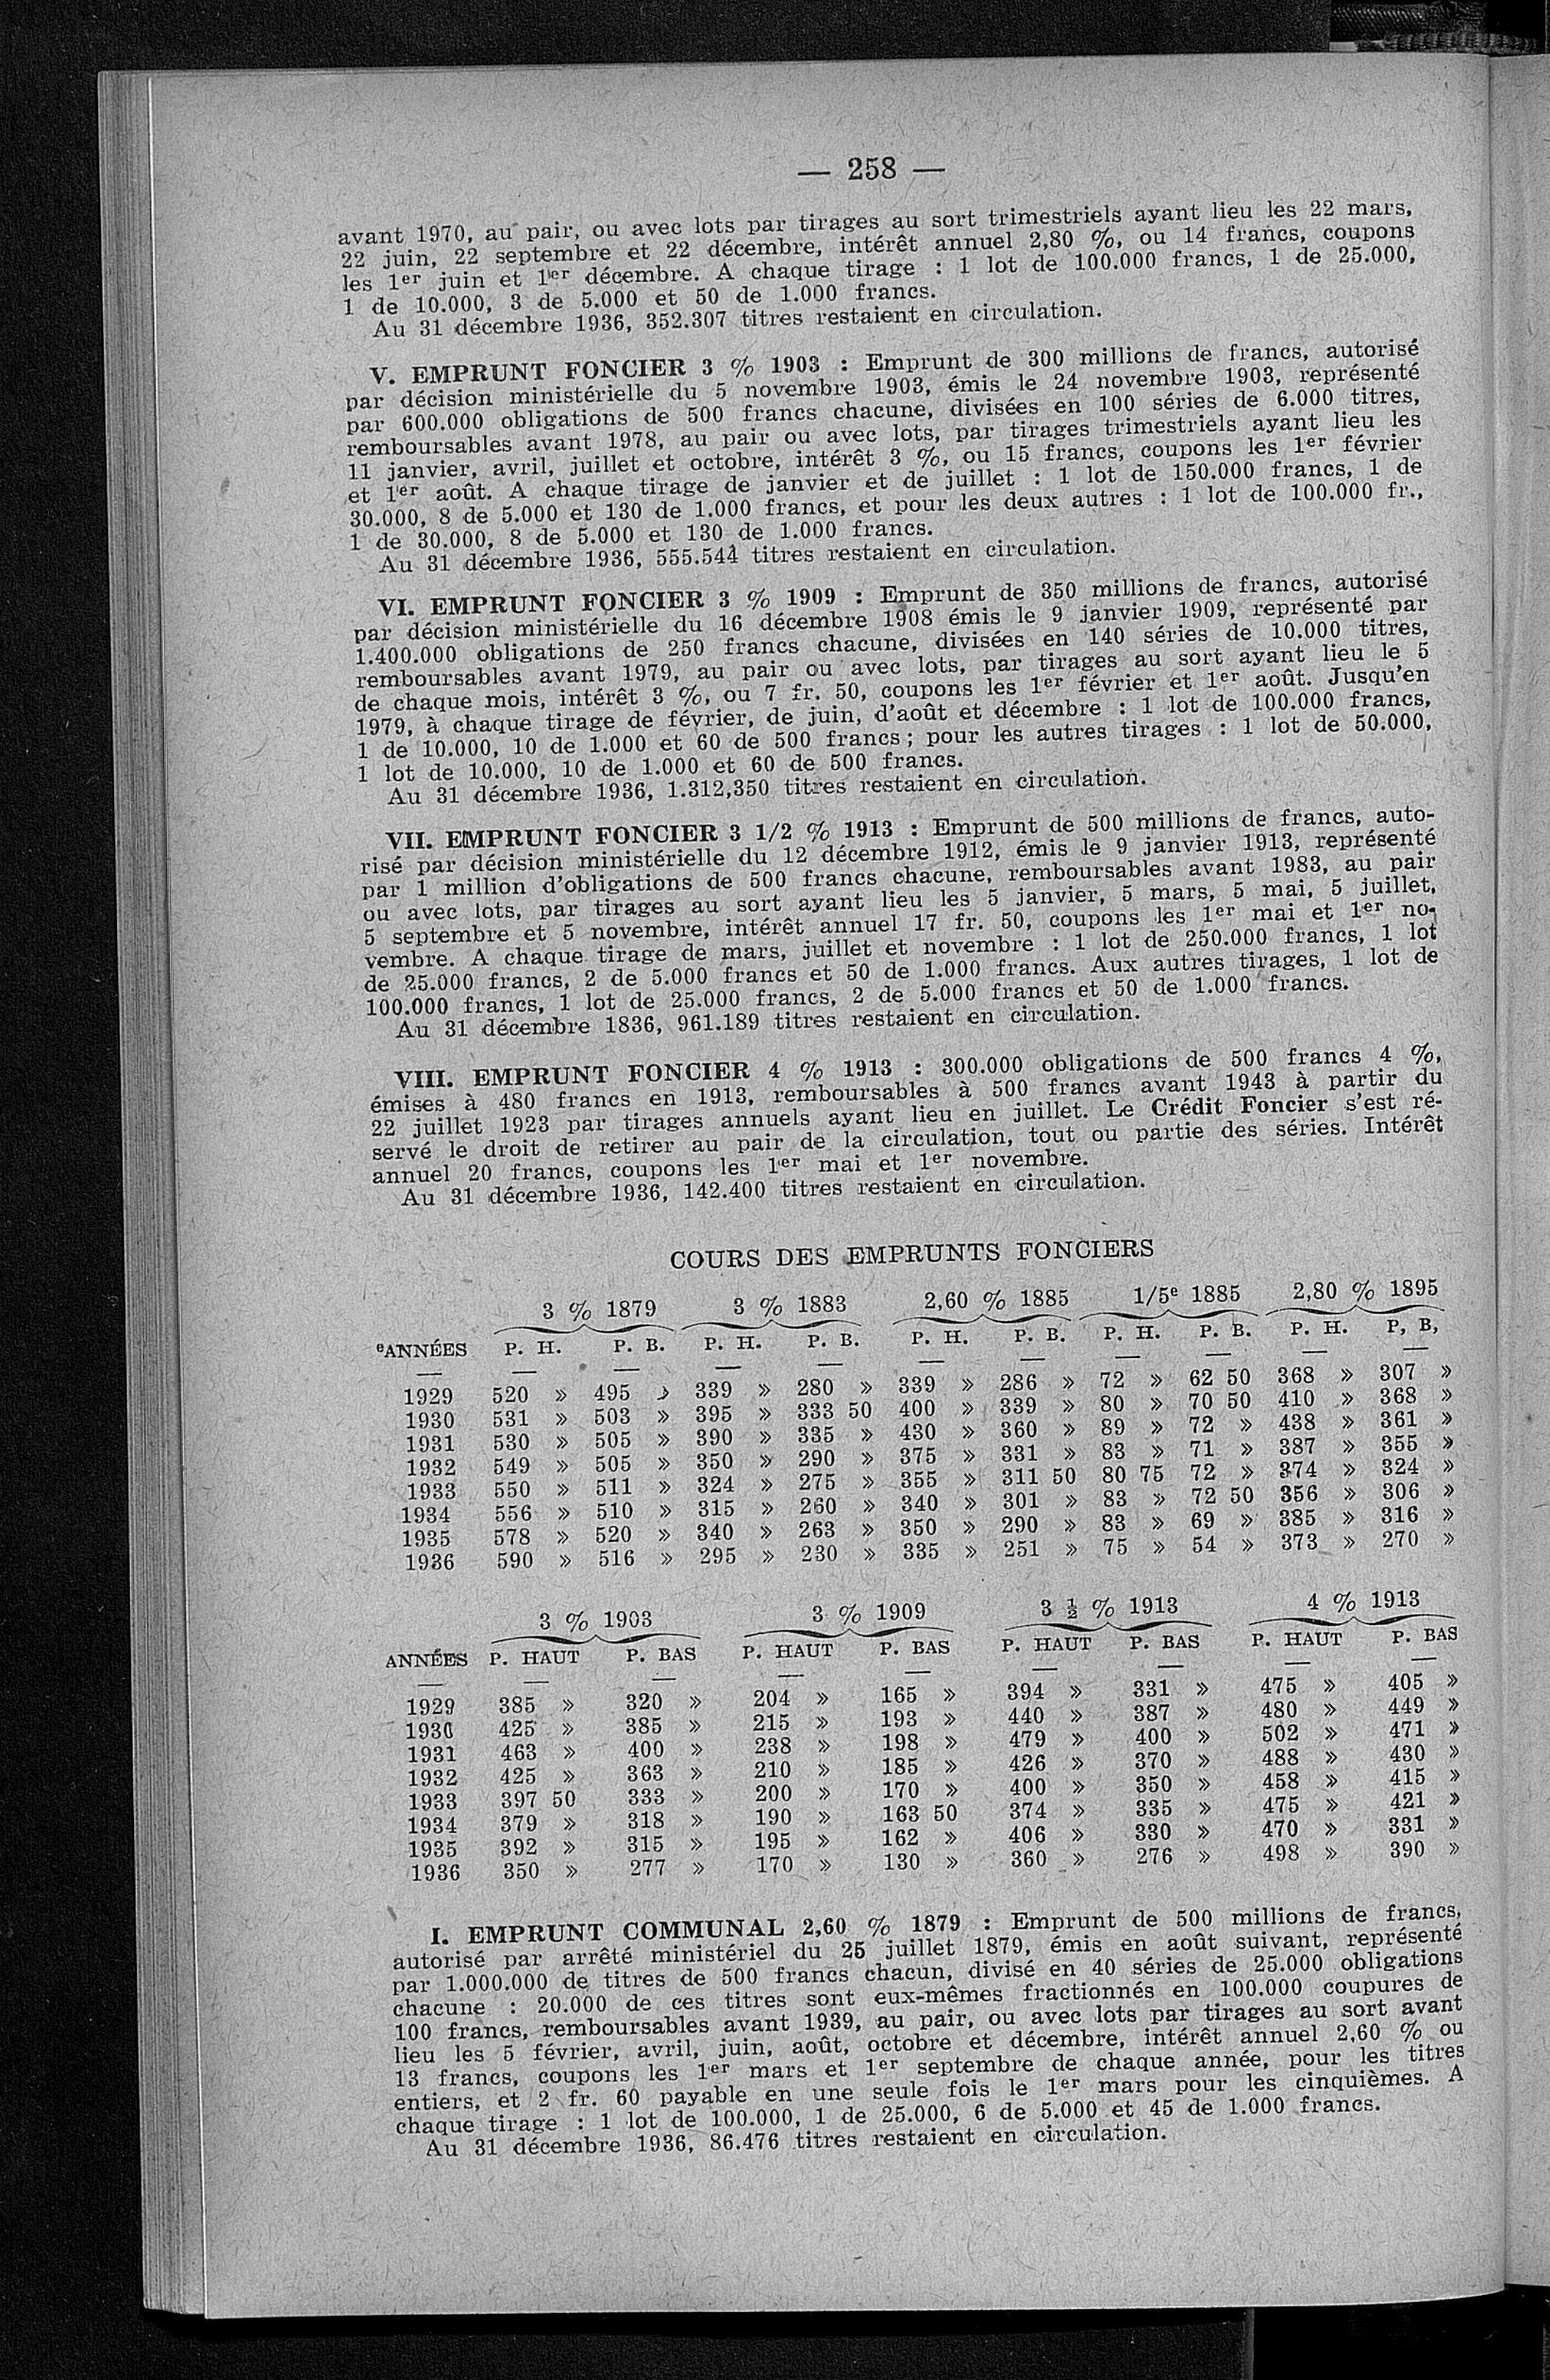 — 258 —
avant 1970, au pair, ou avec lots par tirages au sort trimestriels ayant lieu les 22 mars,
22 juin, 22 septembre et 22 décembre, intérêt annuel 2,80 %, ou 14 francs, coupons
les 1er juin et 1er décembre. A chaque tirage : 1 lot de 100.000 francs, 1 de 25.000,
1 de 10.000, 3 de 5.000 et 50 de 1.000 francs.
Au 31 décembre 1936, 352.307 titres restaient en circulation.
V. EMPRUNT FONCIER 3 % 1903 : Emprunt de 300 millions de francs, autorisé
par décision ministérielle du 5 novembre 1903, émis le 24 novembre 1903, représenté
par 600.000 obligations de 500 francs chacune, divisées en 100 séries de 6.000 titres,
remboursables avant 1978, au pair ou avec lots, par tirages trimestriels ayant lieu les
11 janvier, avril, juillet et octobre, intérêt 3 %, ou 15 francs, coupons les 1er février
et 1er août. A chaque tirage de janvier et de juillet : 1 lot de 150.000 francs, 1 de
30.000, 8 de 5.000 et 130 de 1.000 francs, et pour les deux autres : 1 lot de 100.000 fr.,
1 de 30.000, 8 de 5.000 et 130 de 1.000 francs.
Au 31 décembre 1936, 555.544 titres restaient en circulation.
VI. EMPRUNT FONCIER 3 % 1909 : Emprunt de 350 millions de francs, autorisé
par décision ministérielle du 16 décembre 1908 émis le 9 janvier 1909, représenté par
1.400.000 obligations de 250 francs chacune, divisées en 140 séries de 10.000 titres,
remboursables avant 1979, au pair ou avec lots, par tirages au sort ayant lieu le 5
de chaque mois, intérêt 3 %, ou 7 fr. 50, coupons les 1er février et 1er août. Jusqu'en
1979, à chaque tirage de février, de juin, d'août et décembre : 1 lot de 100.000 francs,
1 de 10.000, 10 de 1.000 et 60 de 500 francs; pour les autres tirages : 1 lot de 50.000,
1 lot de 10.000, 10 de 1.000 et 60 de 500 francs.
Au 31 décembre 1936, 1.312,350 titres restaient en circulation.
VII. EMPRUNT FONCIER 3 1/2 % 1913 : Emprunt de 500 millions de francs, auto-
risé par décision ministérielle du 12 décembre 1912, émis le 9 janvier 1913, représenté
par 1 million d'obligations de 500 francs chacune, remboursables avant 1983, au pair
ou avec lots, par tirages au sort ayant lieu les 5 janvier, 5 mars, 5 mai, 5 juillet,
5 septembre et 5 novembre, intérêt annuel 17 fr. 50, coupons les 1er mai et 1er no-
vembre. A chaque tirage de mars, juillet et novembre : 1 lot de 250.000 francs, 1 lot
de 25.000 francs, 2 de 5.000 francs et 50 de 1.000 francs. Aux autres tirages, 1 lot de
100.000 francs, 1 lot de 25.000 francs, 2 de 5.000 francs et 50 de 1.000 francs.
Au 31 décembre 1836, 961.189 titres restaient en circulation.
VIII. EMPRUNT FONCIER 4 % 1913 : 300.000 obligations de 500 francs 4 %,
émises à 480 francs en 1913, remboursables à 500 francs avant 1943 à partir du
22 juillet 1923 par tirages annuels ayant lieu en juillet. Le Crédit Foncier s'est ré-
servé le droit de retirer au pair de la circulation, tout ou partie des séries. Intérêt
annuel 20 francs, coupons les 1er mai et 1er novembre.
Au 31 décembre 1936, 142.400 titres restaient en circulation.
COURS DES EMPRUNTS FONCIERS
3 % 1879 3 % 1883 2,60 % 1885 1/5e 1885 2,80 % 1895
eANNÉES P. H. P. B. P. H. P. B. P. H. P. B. P. H. P. B. P. H. P, B,
1929 520 » 495 » 339 » 280 » 339 » 286 » 72 » 62 50 368 » 307 »
1930 531 » 503 » 395 » 333 50 400 » 339 » 80 » 70 50 410 » 368 »
1931 530 » 505 » 390 » 335 » 430 » 360 » 89 » 72 » 438 » 361 »
1932 549 » 505 » 350 » 290 » 375 » 331 » 83 » 71 » 387 » 355 »
1933 550 » 511 » 324 » 275 » 355 » 311 50 80 75 72 » 374 » 324 »
1934 556 » 510 » 315 » 260 » 340 » 301 » 83 » 72 50 356 » 306 »
1935 578 » 520 » 340 » 263 » 350 » 290 » 83 » 69 » 385 » 316 »
1936 590 » 516 » 295 » 230 » 335 » 251 » 75 » 54 » 373 » 270 »
3 % 1903 3 % 1909 3 ½ % 1913 4 % 1913
ANNÉES P. HAUT P. BAS P. HAUT P. BAS P. HAUT P. BAS P. HAUT P. BAS
1929 385 » 320 » 204 » 165 » 394 » 331 » 475 » 405 »
1930 425 » 385 » 215 » 193 » 440 » 387 » 480 » 449 »
1931 463 » 400 » 238 » 198 » 479 » 400 » 502 » 471 »
1932 425 » 363 » 210 » 185 » 426 » 370 » 488 » 430 »
1933 397 50 333 » 200 » 170 » 400 » 350 » 458 » 415 »
1934 379 » 318 » 190 » 163 50 374 » 335 » 475 » 421 »
1935 392 » 315 » 195 » 162 » 406 » 330 » 470 » 331 »
1936 350 » 277 » 170 » 130 » 360 » 276 » 498 » 390 »
I. EMPRUNT COMMUNAL 2,60 % 1879 : Emprunt de 500 millions de francs,
autorisé par arrêté ministériel du 25 juillet 1879, émis en août suivant, représenté
par 1.000.000 de titres de 500 francs chacun, divisé en 40 séries de 25.000 obligations
chacune : 20.000 de ces titres sont eux-mêmes fractionnés en 100.000 coupures de
100 francs, remboursables avant 1939, au pair, ou avec lots par tirages au sort avant
lieu les 5 février, avril, juin, août, octobre et décembre, intérêt annuel 2,60 % ou
13 francs, coupons les 1er mars et 1er septembre de chaque année, pour les titres
entiers, et 2 fr. 60 payable en une seule fois le 1er mars pour les cinquièmes. A
chaque tirage : 1 lot de 100.000, 1 de 25.000, 6 de 5.000 et 45 de 1.000 francs.
Au 31 décembre 1936, 86.476 titres restaient en circulation.